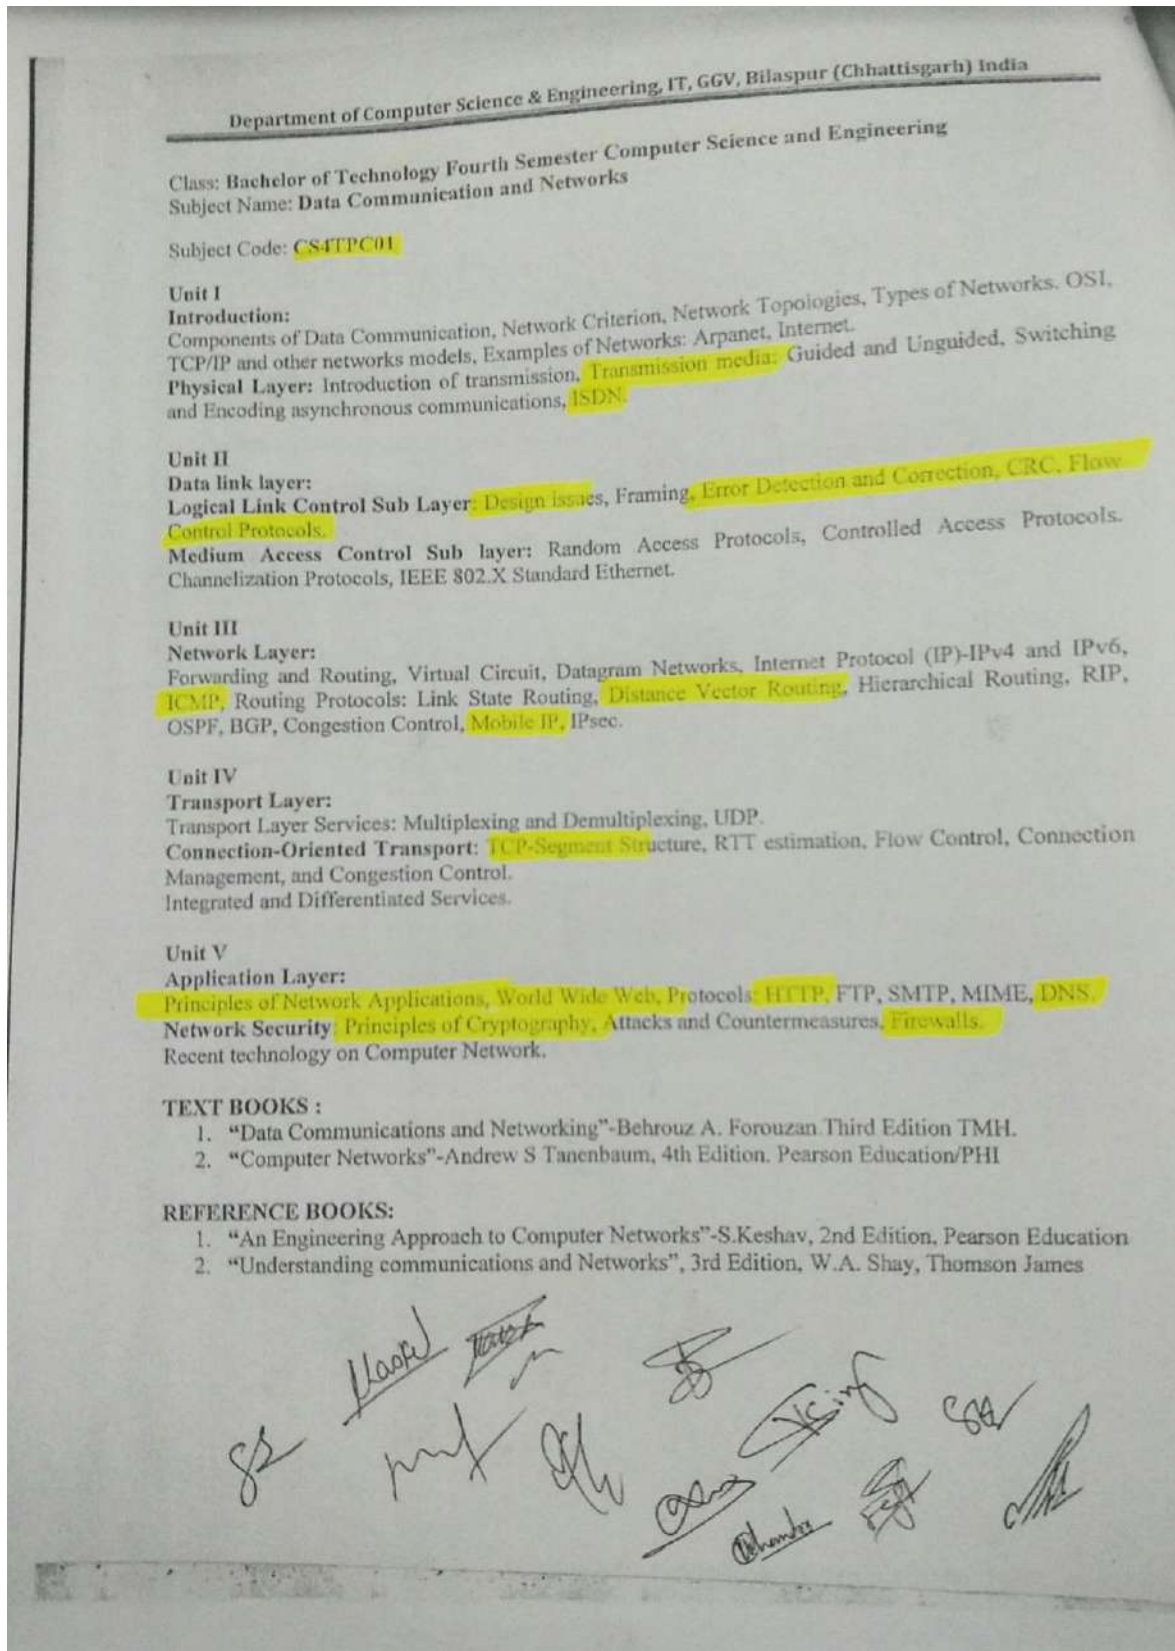 Department of Computer Science & Engineering, IT, GGV, Bilaspur (Chhattisgarh) India
Class: Bachelor of Technology Fourth Semester Computer Science and Engineering
Subject Name: Data Communication and Networks
Subject Code: CS4TPC01
Unit I
Introduction:
Components of Data Communication, Network Criterion, Network Topologies, Types of Networks. OSI,
TCP/IP and other networks models, Examples of Networks: Arpanet, Internet.
Physical Layer: Introduction of transmission, Transmission media: Guided and Unguided, Switching
and Encoding asynchronous communications, ISDN.
Unit II
Data link layer:
Logical Link Control Sub Layer: Design issues, Framing, Error Detection and Correction, CRC, Flow
Control Protocols.
Medium Access Control Sub layer: Random Access Protocols, Controlled Access Protocols.
Channelization Protocols, IEEE 802.X Standard Ethernet.
Unit III
Network Layer:
Forwarding and Routing, Virtual Circuit, Datagram Networks, Internet Protocol (IP)-IPv4 and IPv6,
ICMP, Routing Protocols: Link State Routing, Distance Vector Routing, Hierarchical Routing, RIP,
OSPF, BGP, Congestion Control, Mobile IP, IPsec.
Unit IV
Transport Layer:
Transport Layer Services: Multiplexing and Demultiplexing, UDP.
Connection-Oriented Transport: TCP-Segment Structure, RTT estimation, Flow Control, Connection
Management, and Congestion Control.
Integrated and Differentiated Services.
Unit V
Application Layer:
Principles of Network Applications, World Wide Web, Protocols: HTTP, FTP, SMTP, MIME, DNS.
Network Security: Principles of Cryptography, Attacks and Countermeasures, Firewalls.
Recent technology on Computer Network.
TEXT BOOKS :
1. “Data Communications and Networking”-Behrouz A. Forouzan Third Edition TMH.
2. “Computer Networks”-Andrew S Tanenbaum, 4th Edition. Pearson Education/PHI
REFERENCE BOOKS:
1. “An Engineering Approach to Computer Networks”-S.Keshav, 2nd Edition, Pearson Education
2. “Understanding communications and Networks”, 3rd Edition, W.A. Shay, Thomson James